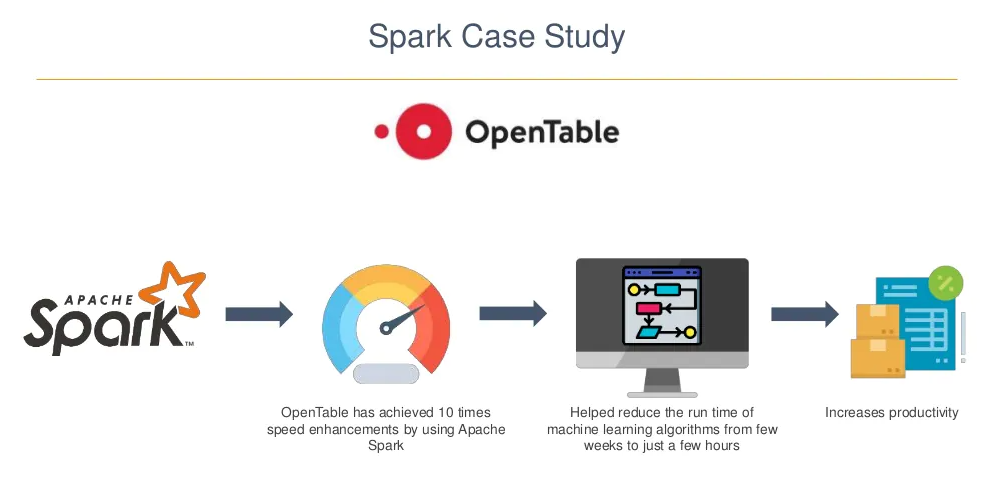 Spark Case Study
OpenTable
APACHE
Spark™
OpenTable has achieved 10 times
speed enhancements by using Apache
Spark
Helped reduce the run time of
machine learning algorithms from few
weeks to just a few hours
Increases productivity